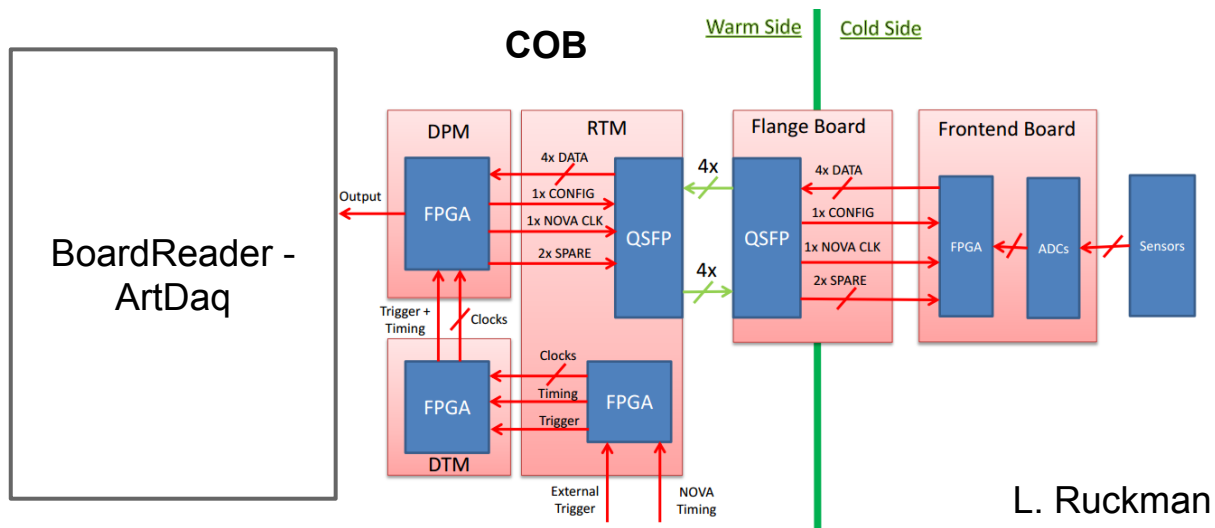 COB
Warm Side
Cold Side
BoardReader -
ArtDaq
Output
DPM
FPGA
Trigger +
Timing
Clocks
FPGA
DTM
RTM
4x DATA
1x CONFIG
1x NOVA CLK
2x SPARE
QSFP
Clocks
Timing
Trigger
FPGA
External
Trigger
NOVA
Timing
4x
4x
Flange Board
QSFP
4x DATA
1x CONFIG
1x NOVA CLK
2x SPARE
Frontend Board
FPGA
ADCs
Sensors
L. Ruckman